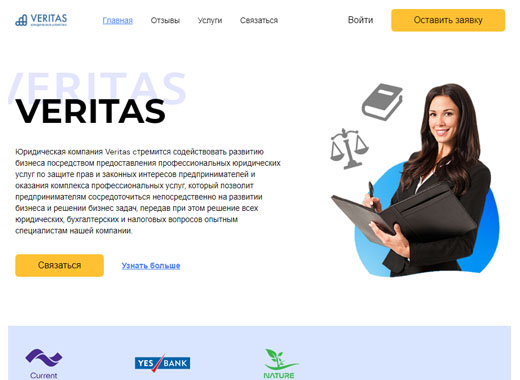 VERITAS
Главная Отзывы Услуги Связаться Войти Оставить заявку
VERITAS
VERITAS
Юридическая компания Veritas стремится содействовать развитию
бизнеса посредством предоставления профессиональных юридических
услуг по защите прав и законных интересов предпринимателей и
оказания комплекса профессиональных услуг, который позволит
предпринимателям сосредоточиться непосредственно на развитии
бизнеса и решении бизнес задач, передав при этом решение всех
юридических, бухгалтерских и налоговых вопросов опытным
специалистам нашей компании.
Связаться Узнать больше
Current YES BANK NATURE